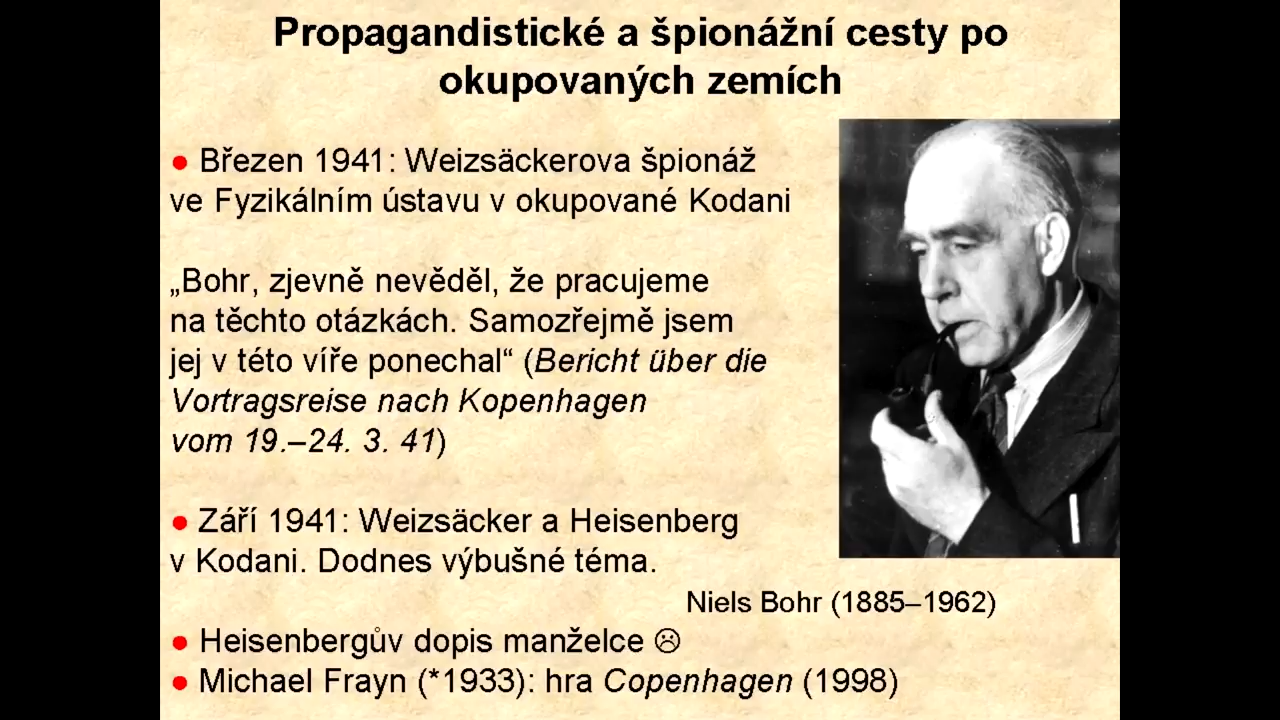 Propagandistické a špionážní cesty po
okupovaných zemích
● Březen 1941: Weizsäckerova špionáž
ve Fyzikálním ústavu v okupované Kodani
„Bohr, zjevně nevěděl, že pracujeme
na těchto otázkách. Samozřejmě jsem
jej v této víře ponechal“ (Bericht über die
Vortragsreise nach Kopenhagen
vom 19.–24. 3. 41)
● Září 1941: Weizsäcker a Heisenberg
v Kodani. Dodnes výbušné téma.
Niels Bohr (1885–1962)
● Heisenbergův dopis manželce ☹
● Michael Frayn (*1933): hra Copenhagen (1998)